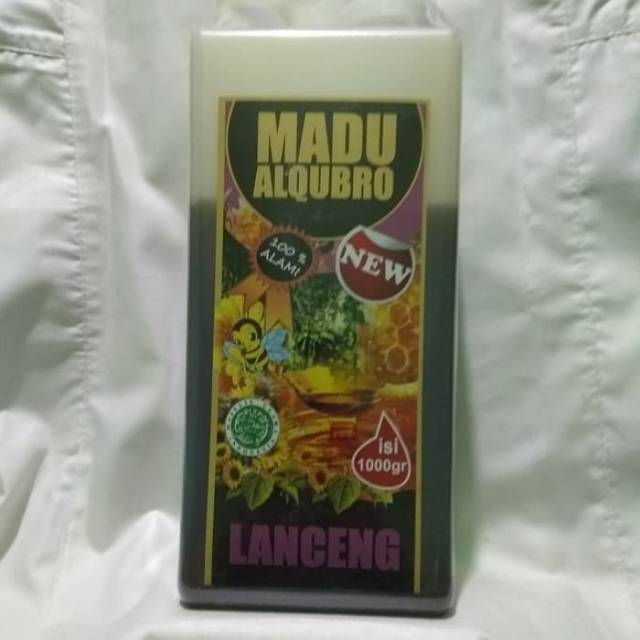 MADU
ALQUBRO
100 %
ALAMI
NEW
isi
1000gr
LANCENG